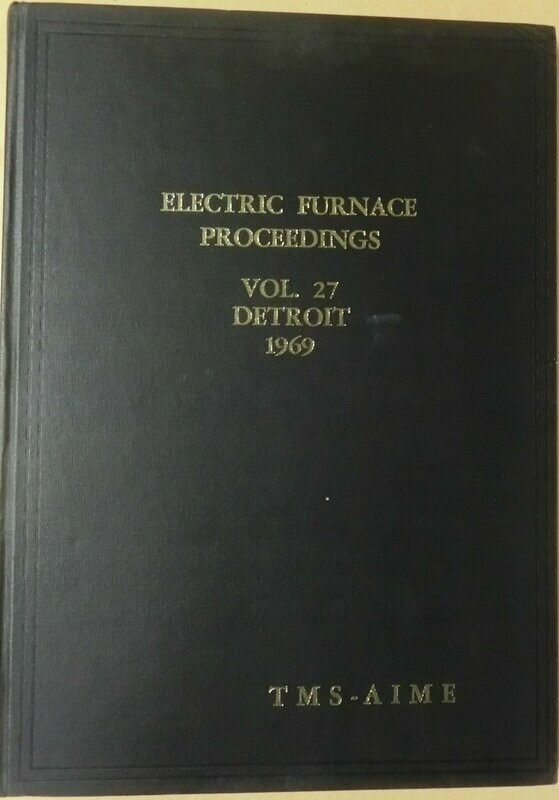 ELECTRIC FURNACE
PROCEEDINGS
VOL. 27
DETROIT
1969
TMS-AIME